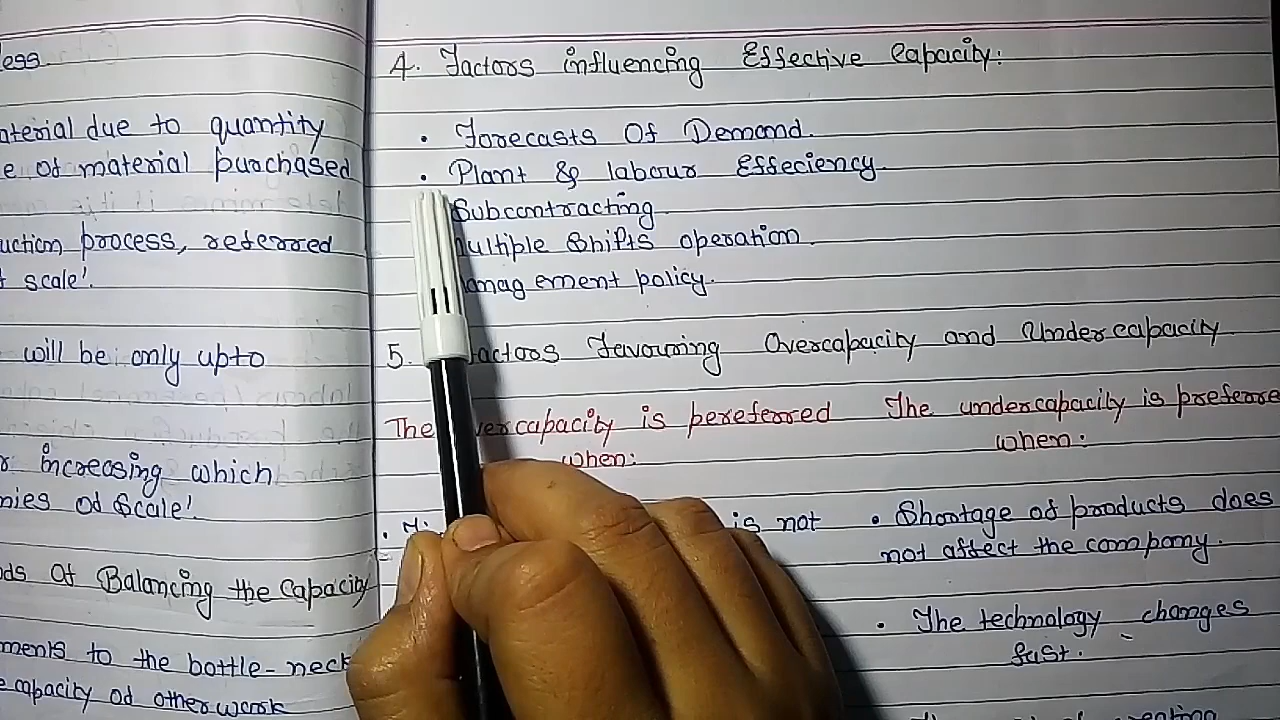 ess
material due to quantity
e of material purchased
uction process, referred
scale'.
will be only upto
increasing which
mies of Scale'.
ds Of Balancing the Capacity
ments to the bottle-neck
capacity of other work
4. Factors influencing Effective Capacity:
• Forecasts Of Demand.
• Plant & labour Effeciency
Subcontracting
ultiple Shifts operation
anagement policy.
5. actors Favouring Overcapacity and Undercapacity
The vercapacity is pereferred
when:
is not
The undercapacity is preferre
when:
• Shortage of products does
not affect the company.
• The technology changes
fast.